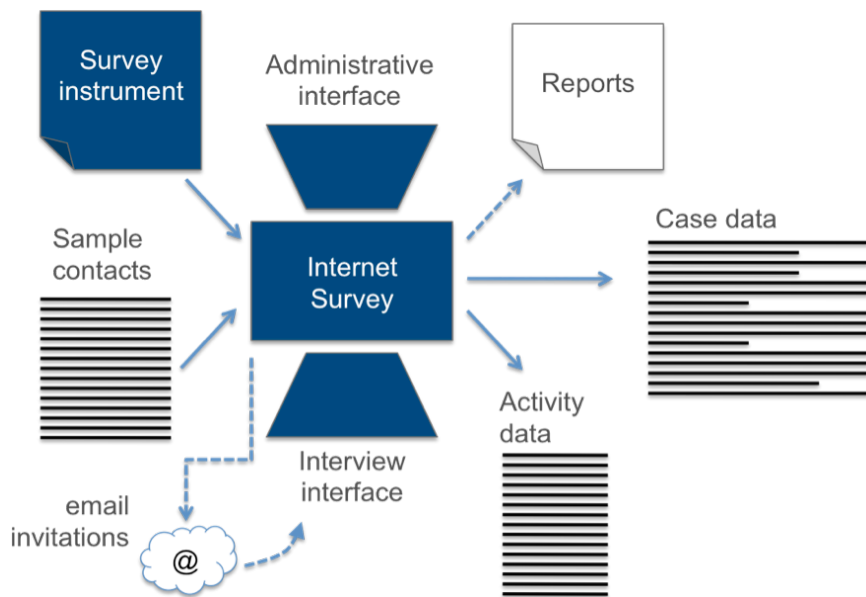 Survey
instrument
Administrative
interface
Reports
Sample
contacts
Internet
Survey
Case data
Activity
data
Interview
interface
email
invitations
@